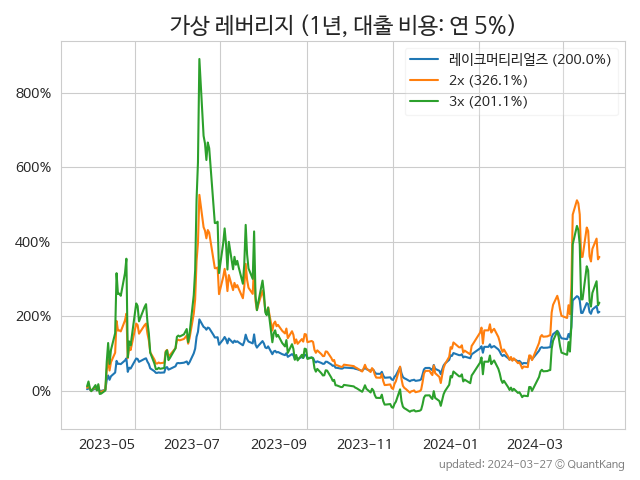 가상 레버리지 (1년, 대출 비용: 연 5%)
레이크머티리얼즈 (200.0%)
2x (326.1%)
3x (201.1%)
800%
600%
400%
200%
0%
2023-05 2023-07 2023-09 2023-11 2024-01 2024-03
updated: 2024-03-27 © QuantKang